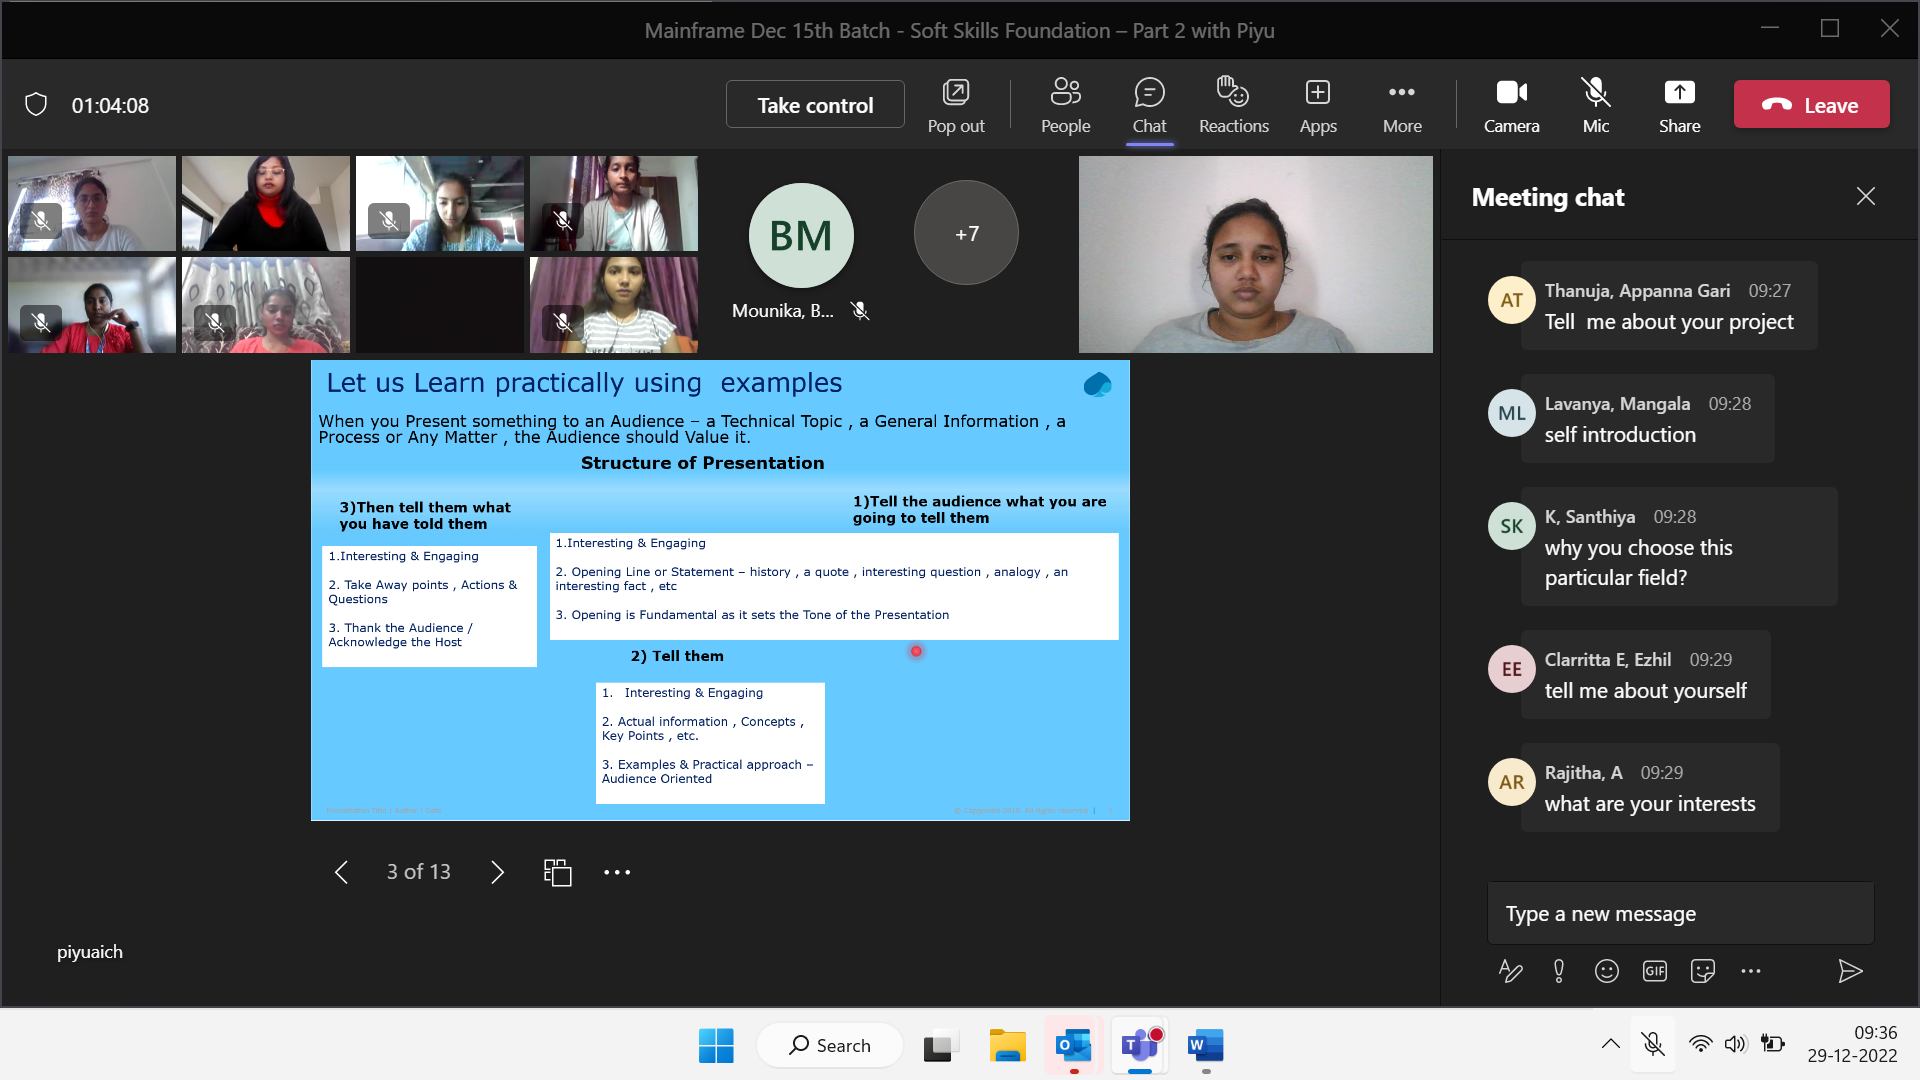 Mainframe Dec 15th Batch - Soft Skills Foundation – Part 2 with Piyu
01:04:08
Take control
Pop out
People
Chat
Reactions
Apps
More
Camera
Mic
Share
Leave
BM
Mounika, B...
+7
Let us Learn practically using  examples
When you Present something to an Audience – a Technical Topic , a General Information , a
Process or Any Matter , the Audience should Value it.
Structure of Presentation
3)Then tell them what
you have told them
1.Interesting & Engaging
2. Take Away points , Actions &
Questions
3. Thank the Audience /
Acknowledge the Host
1)Tell the audience what you are
going to tell them
1.Interesting & Engaging
2. Opening Line or Statement – history , a quote , interesting question , analogy , an
interesting fact , etc
3. Opening is Fundamental as it sets the Tone of the Presentation
2) Tell them
1.   Interesting & Engaging
2. Actual information , Concepts ,
Key Points , etc.
3. Examples & Practical approach –
Audience Oriented
3 of 13
piyuaich
Meeting chat
AT
Thanuja, Appanna Gari 09:27
Tell  me about your project
ML
Lavanya, Mangala 09:28
self introduction
SK
K, Santhiya 09:28
why you choose this
particular field?
EE
Clarritta E, Ezhil 09:29
tell me about yourself
AR
Rajitha, A 09:29
what are your interests
Type a new message
GIF
Search
09:36
29-12-2022